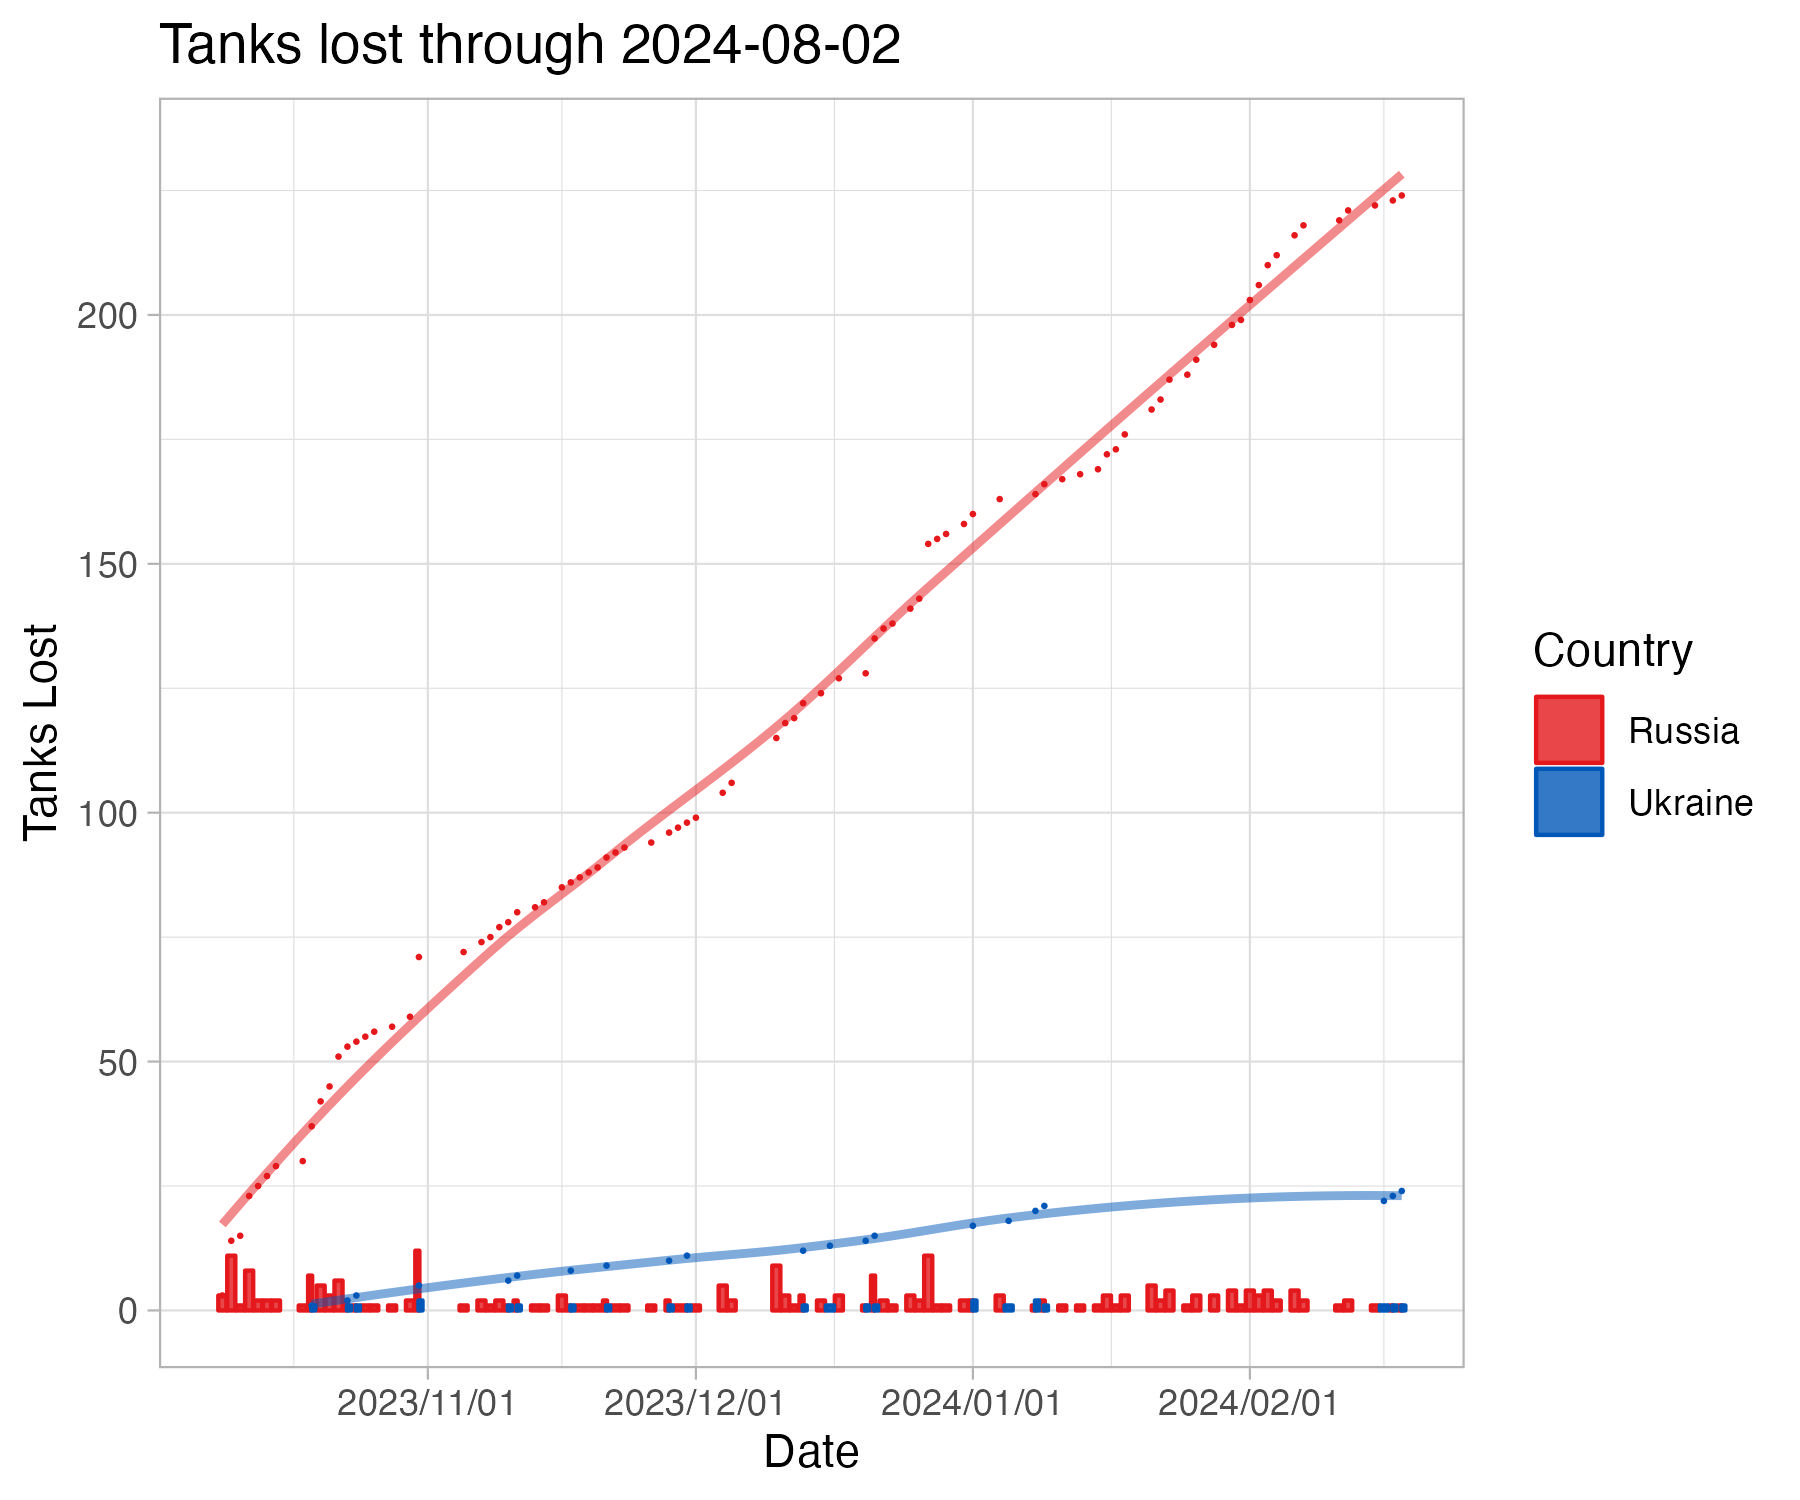 Tanks lost through 2024-08-02
Tanks Lost
200
150
100
50
0
2023/11/01 2023/12/01 2024/01/01 2024/02/01
Date
Country
Russia
Ukraine